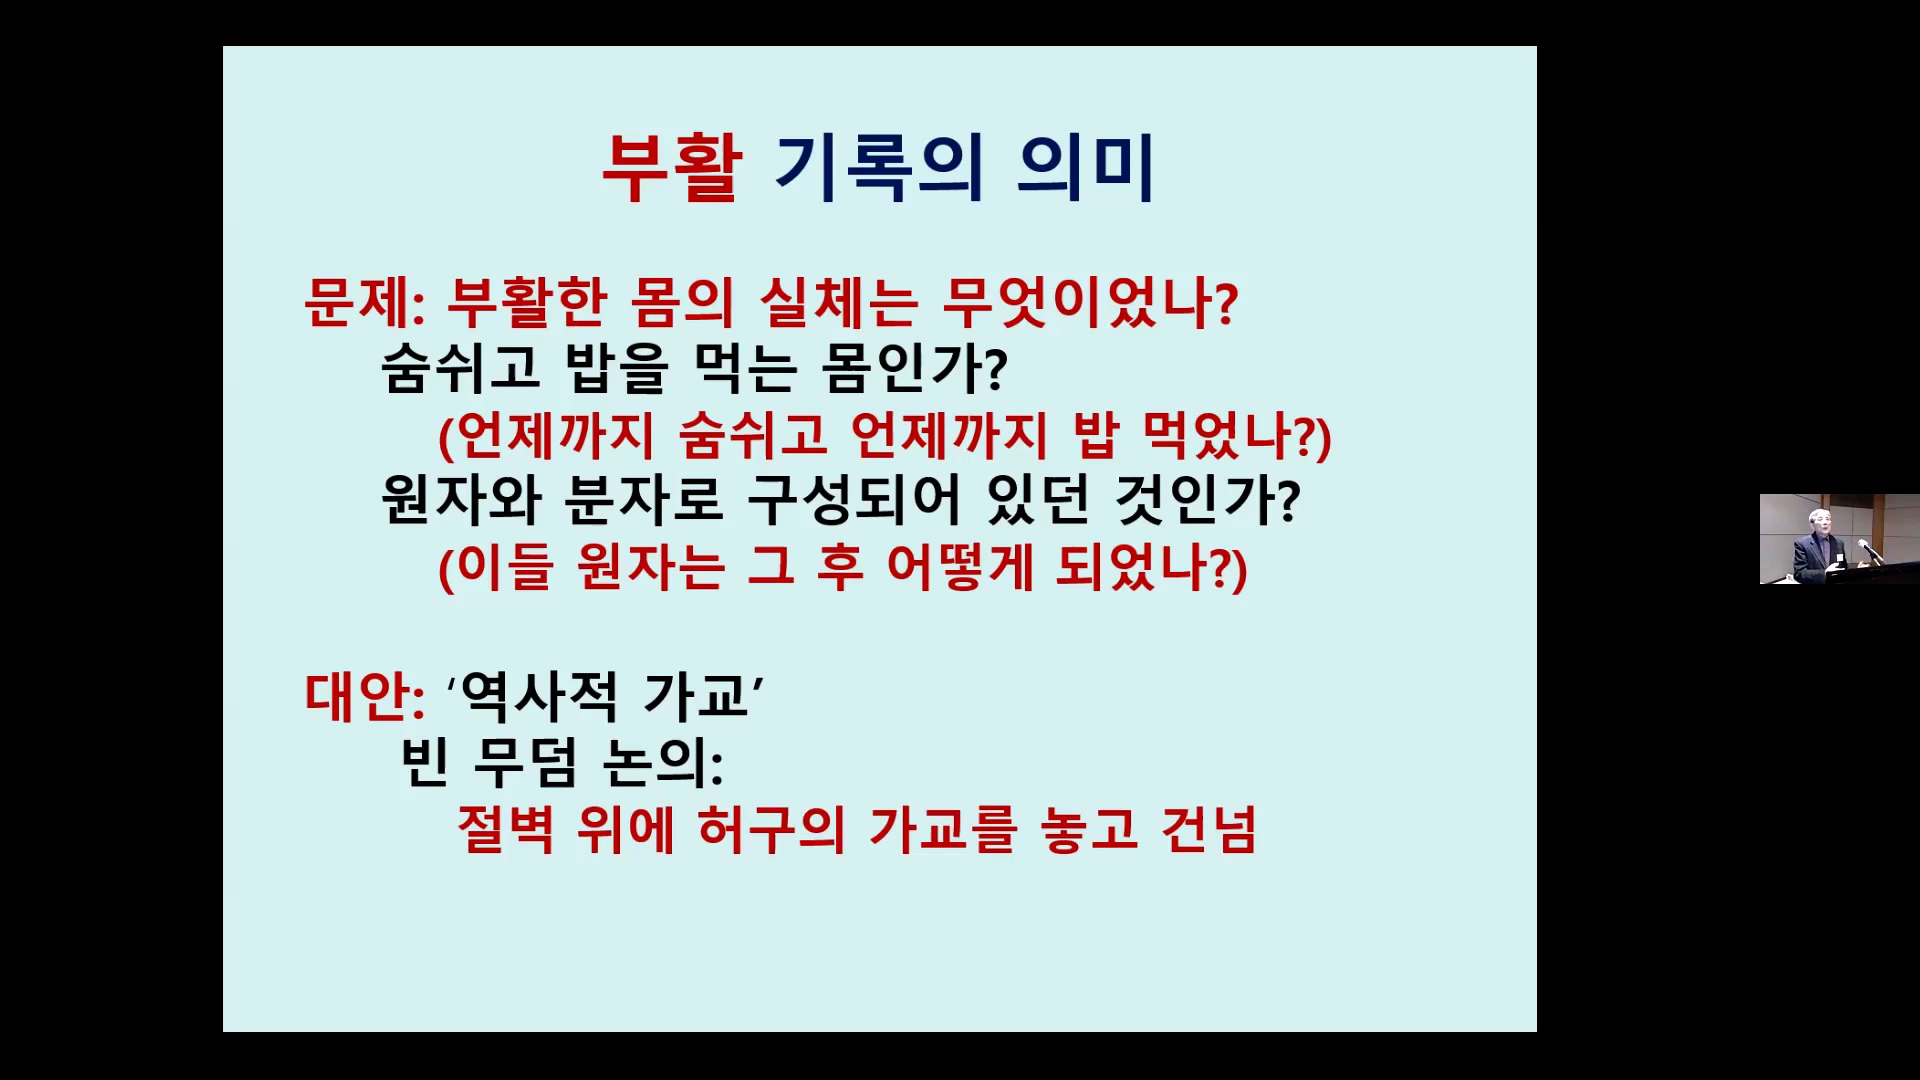 부활 기록의 의미
문제: 부활한 몸의 실체는 무엇이었나?
숨쉬고 밥을 먹는 몸인가?
(언제까지 숨쉬고 언제까지 밥 먹었나?)
원자와 분자로 구성되어 있던 것인가?
(이들 원자는 그 후 어떻게 되었나?)
대안: ‘역사적 가교’
빈 무덤 논의:
절벽 위에 허구의 가교를 놓고 건넘